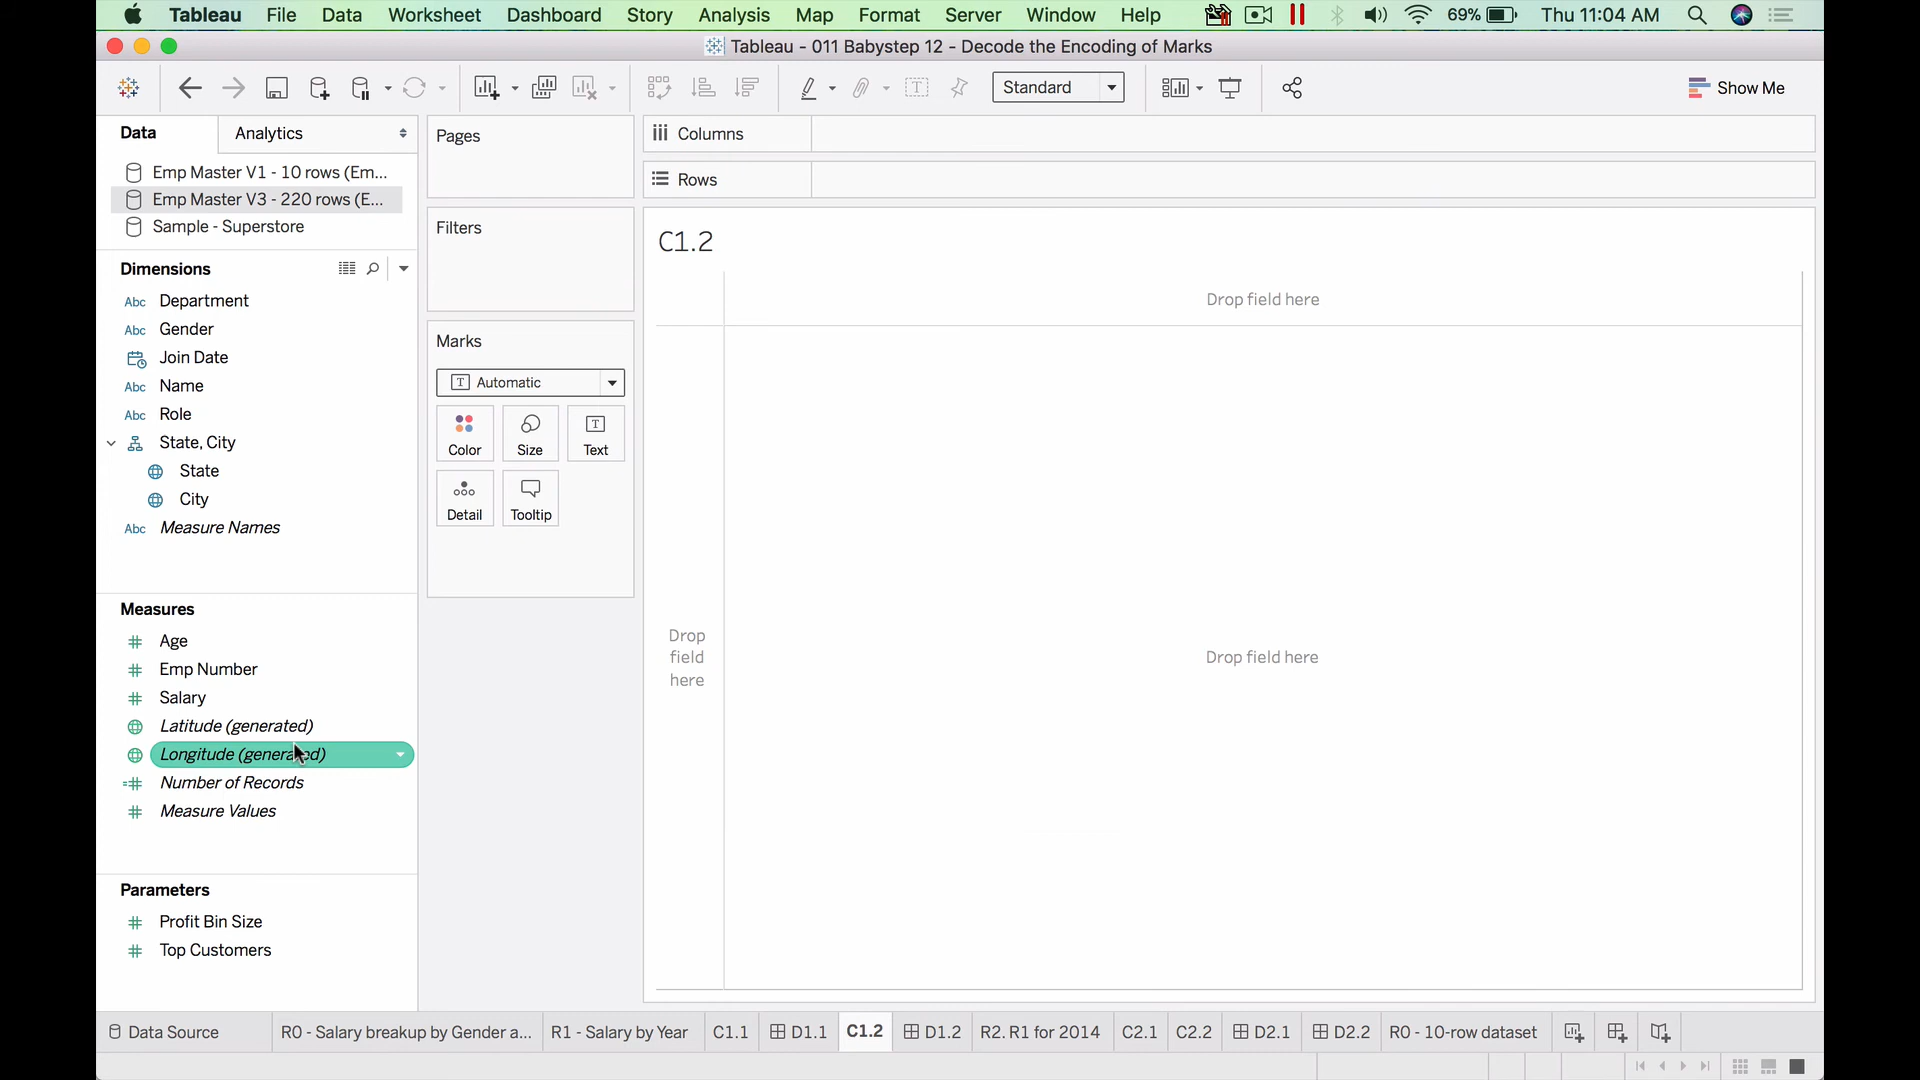 Tableau File Data Worksheet Dashboard Story Analysis Map Format Server Window Help 69% Thu 11:04 AM
Tableau - 011 Babystep 12 - Decode the Encoding of Marks
Standard Show Me
Data Analytics
Emp Master V1 - 10 rows (Em...
Emp Master V3 - 220 rows (E...
Sample - Superstore
Dimensions
Abc Department
Abc Gender
Join Date
Abc Name
Abc Role
State, City
State
City
Abc Measure Names
Measures
Age
Emp Number
Salary
Latitude (generated)
Longitude (generated)
Number of Records
Measure Values
Parameters
Profit Bin Size
Top Customers
Pages
Filters
Marks
T Automatic
Color Size T Text
Detail Tooltip
Columns
Rows
C1.2
Drop field here
Drop
field
here
Drop field here
Data Source R0 - Salary breakup by Gender a... R1 - Salary by Year C1.1 D1.1 C1.2 D1.2 R2. R1 for 2014 C2.1 C2.2 D2.1 D2.2 R0 - 10-row dataset